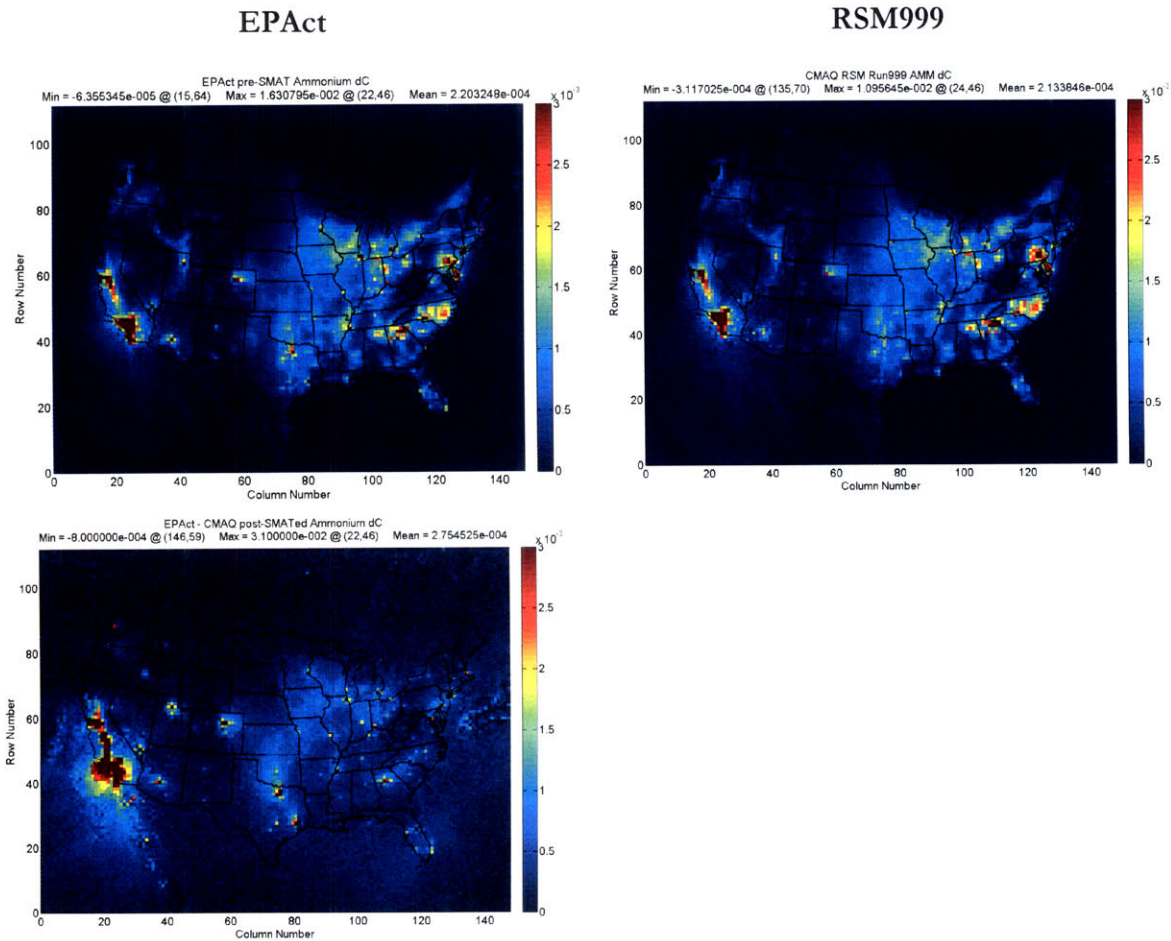 EPAct
RSM999
EPAct pre-SMAT Ammonium dC
Min = -6.355345e-005 @ (15,64) Max = 1.630795e-002 @ (22,46) Mean = 2.203248e-004
3
2.5
2
1.5
1
0.5
0
100
80
60
40
20
0
Row Number
0 20 40 60 80 100 120 140
Column Number
CMAQ RSM Run999 AMM dC
Min = -3.117025e-004 @ (135,70) Max = 1.095645e-002 @ (24,46) Mean = 2.133846e-004
2.5
2
1.5
1
0.5
0
100
80
60
40
20
0
Row Number
0 20 40 60 80 100 120 140
Column Number
EPAct - CMAQ post-SMATed Ammonium dC
Min = -8.000000e-004 @ (146,59) Max = 3.100000e-002 @ (22,46) Mean = 2.754525e-004
3
2.5
2
1.5
1
0.5
0
100
80
60
40
20
0
Row Number
0 20 40 60 80 100 120 140
Column Number